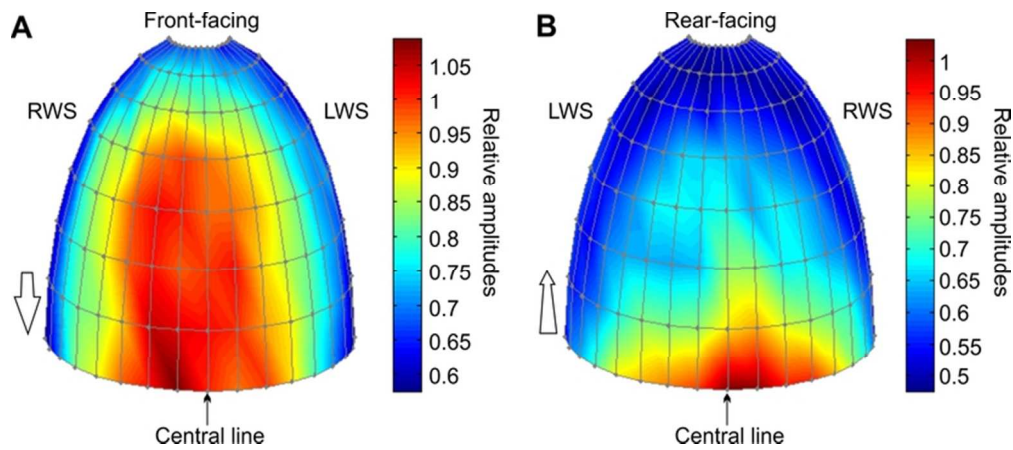 A
Front-facing
RWS
LWS
Central line
1.05
1
0.95
0.9
0.85
0.8
0.75
0.7
0.65
0.6
Relative amplitudes
B
Rear-facing
LWS
RWS
Central line
1
0.95
0.9
0.85
0.8
0.75
0.7
0.65
0.6
0.55
0.5
Relative amplitudes